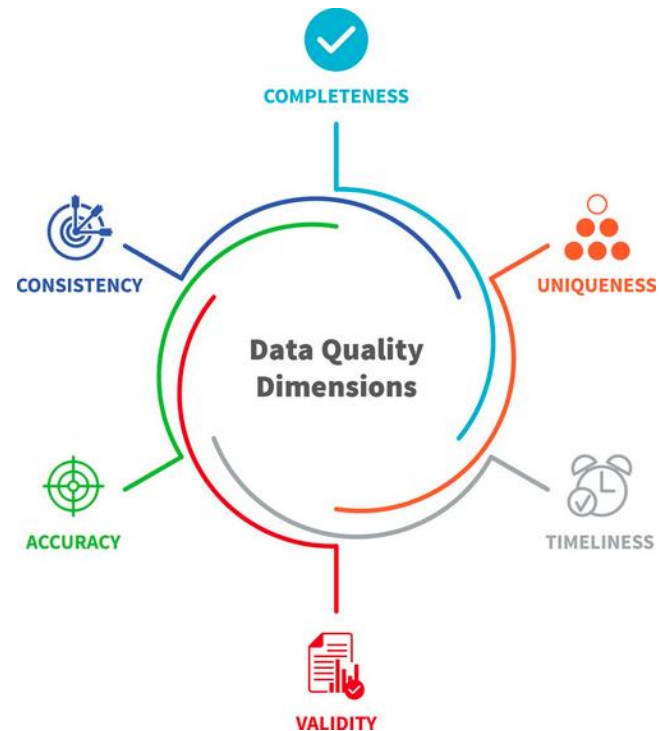 COMPLETENESS
CONSISTENCY
UNIQUENESS
Data Quality
Dimensions
ACCURACY
TIMELINESS
VALIDITY